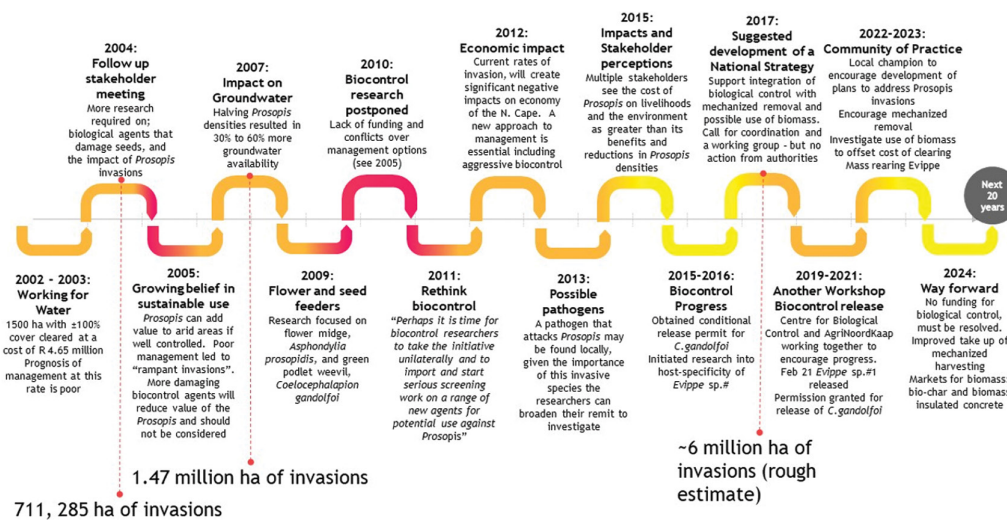 2004:
Follow up
stakeholder
meeting
More research
required on;
biological agents that
damage seeds, and
the impact of Prosopis
invasions
2007:
Impact on
Groundwater
Halving Prosopis
densities resulted in
30% to 60% more
groundwater
availability
2010:
Biocontrol
research
postponed
Lack of funding and
conflicts over
management options
(see 2005)
2012:
Economic impact
Current rates of
invasion, will create
significant negative
impacts on economy
of the N. Cape. A
new approach to
management is
essential including
aggressive biocontrol
2015:
Impacts and
Stakeholder
perceptions
Multiple stakeholders
see the cost of
Prosopis on livelihoods
and the environment
as greater than its
benefits and
reductions in Prosopis
densities
2017:
Suggested
development of a
National Strategy
Support integration of
biological control with
mechanized removal and
possible use of biomass.
Call for coordination and
a working group - but no
action from authorities
2022-2023:
Community of Practice
Local champion to
encourage development of
plans to address Prosopis
invasions
Encourage mechanized
removal
Investigate use of biomass
to offset cost of clearing
Mass rearing Evippe
Next
20
years
2002 - 2003:
Working for
Water
1500 ha with ±100%
cover cleared at a
cost of R 4.65 million
Prognosis of
management at this
rate is poor
2005:
Growing belief in
sustainable use
Prosopis can add
value to arid areas if
well controlled. Poor
management led to
“rampant invasions”.
More damaging
biocontrol agents will
reduce value of the
Prosopis and should
not be considered
2009:
Flower and seed
feeders
Research focused on
flower midge,
Asphondylia
prosopidis, and green
podlet weevil,
Coelocephalapion
gandolfoi
2011:
Rethink
biocontrol
“Perhaps it is time for
biocontrol researchers
to take the initiative
unilaterally and to
import and start
serious screening
work on a range of
new agents for
potential use against
Prosopis”
2013:
Possible
pathogens
A pathogen that
attacks Prosopis may
be found locally,
given the importance
of this invasive
species the
researchers can
broaden their remit to
investigate
2015-2016:
Biocontrol
Progress
Obtained conditional
release permit for
C.gandolfoi
Initiated research into
host-specificity of
Evippe sp.#
2019-2021:
Another Workshop
Biocontrol release
Centre for Biological
Control and AgriNoordKaap
working together to
encourage progress.
Feb 21 Evippe sp.#1
released
Permission granted for
release of C.gandolfoi
2024:
Way forward
No funding for
biological control,
must be resolved.
Improved take up of
mechanized
harvesting
Markets for biomass:
bio-char and biomass
insulated concrete
711, 285 ha of invasions
1.47 million ha of invasions
~6 million ha of
invasions (rough
estimate)